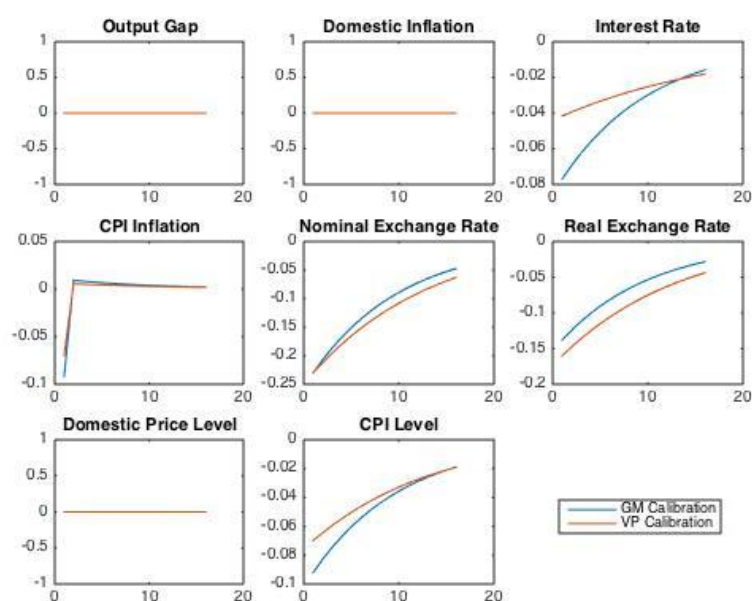 Output Gap
1
0.5
0
-0.5
-1
0 10 20
Domestic Inflation
1
0.5
0
-0.5
-1
0 10 20
Interest Rate
0
-0.02
-0.04
-0.06
-0.08
0 10 20
CPI Inflation
0.05
0
-0.05
-0.1
0 10 20
Nominal Exchange Rate
0
-0.05
-0.1
-0.15
-0.2
-0.25
0 10 20
Real Exchange Rate
0
-0.05
-0.1
-0.15
-0.2
0 10 20
Domestic Price Level
1
0.5
0
-0.5
-1
0 10 20
CPI Level
0
-0.02
-0.04
-0.06
-0.08
-0.1
0 10 20
GM Calibration
VP Calibration